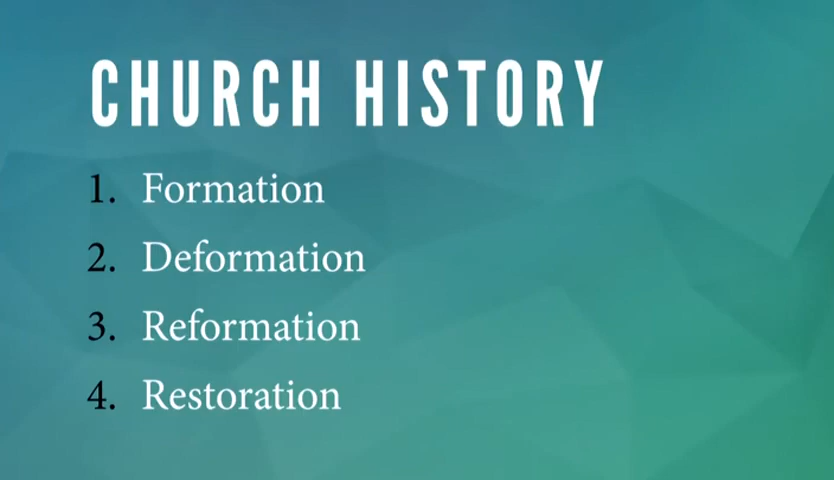 CHURCH HISTORY
1. Formation
2. Deformation
3. Reformation
4. Restoration